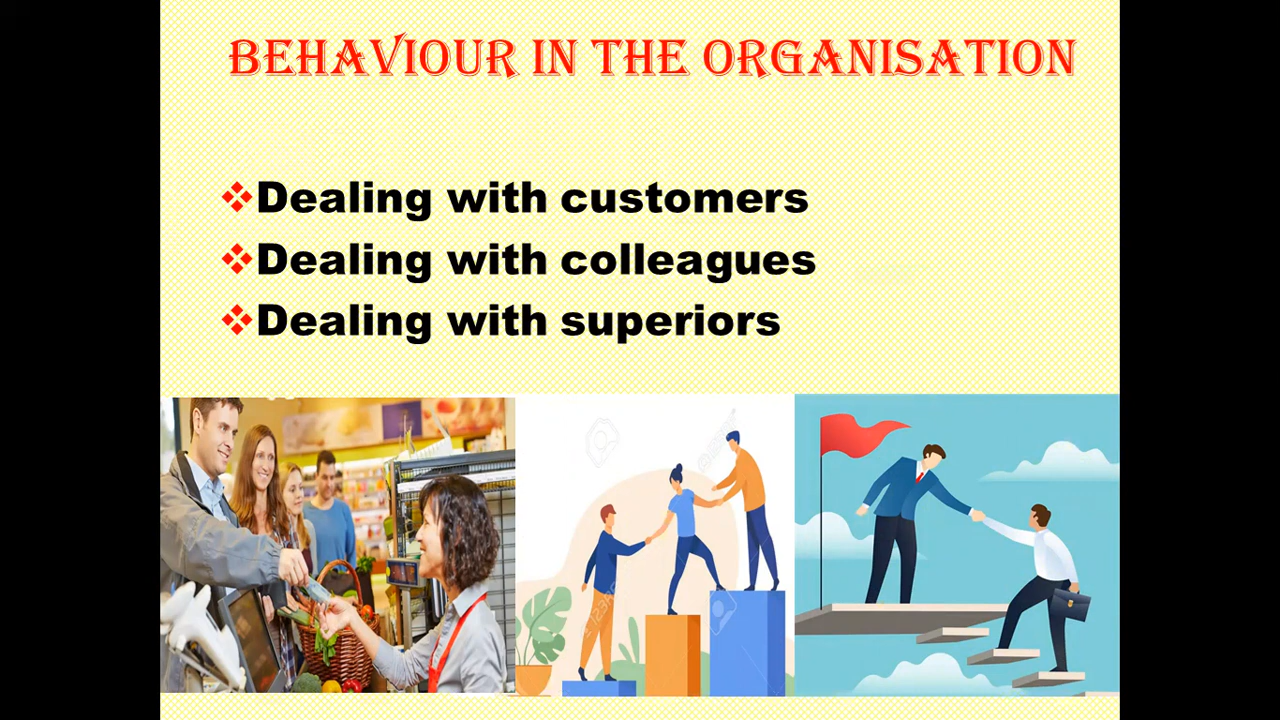 BEHAVIOUR IN THE ORGANISATION
Dealing with customers
Dealing with colleagues
Dealing with superiors